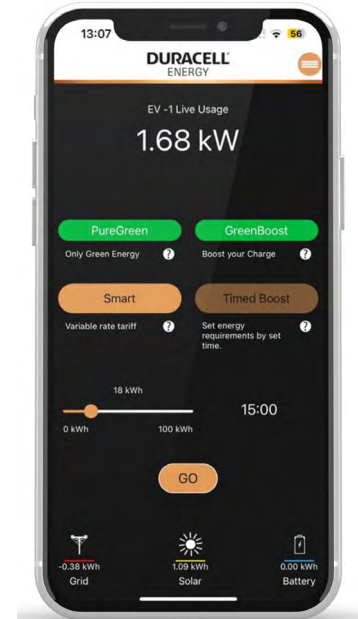 13:07
56
DURACELL
ENERGY
EV -1 Live Usage
1.68 kW
PureGreen
GreenBoost
Only Green Energy ?
Boost your Charge ?
Smart
Timed Boost
Variable rate tariff ?
Set energy ?
requirements by set
time.
18 kWh
15:00
0 kWh
100 kWh
GO
-0.38 kWh
1.09 kWh
0.00 kWh
Grid
Solar
Battery